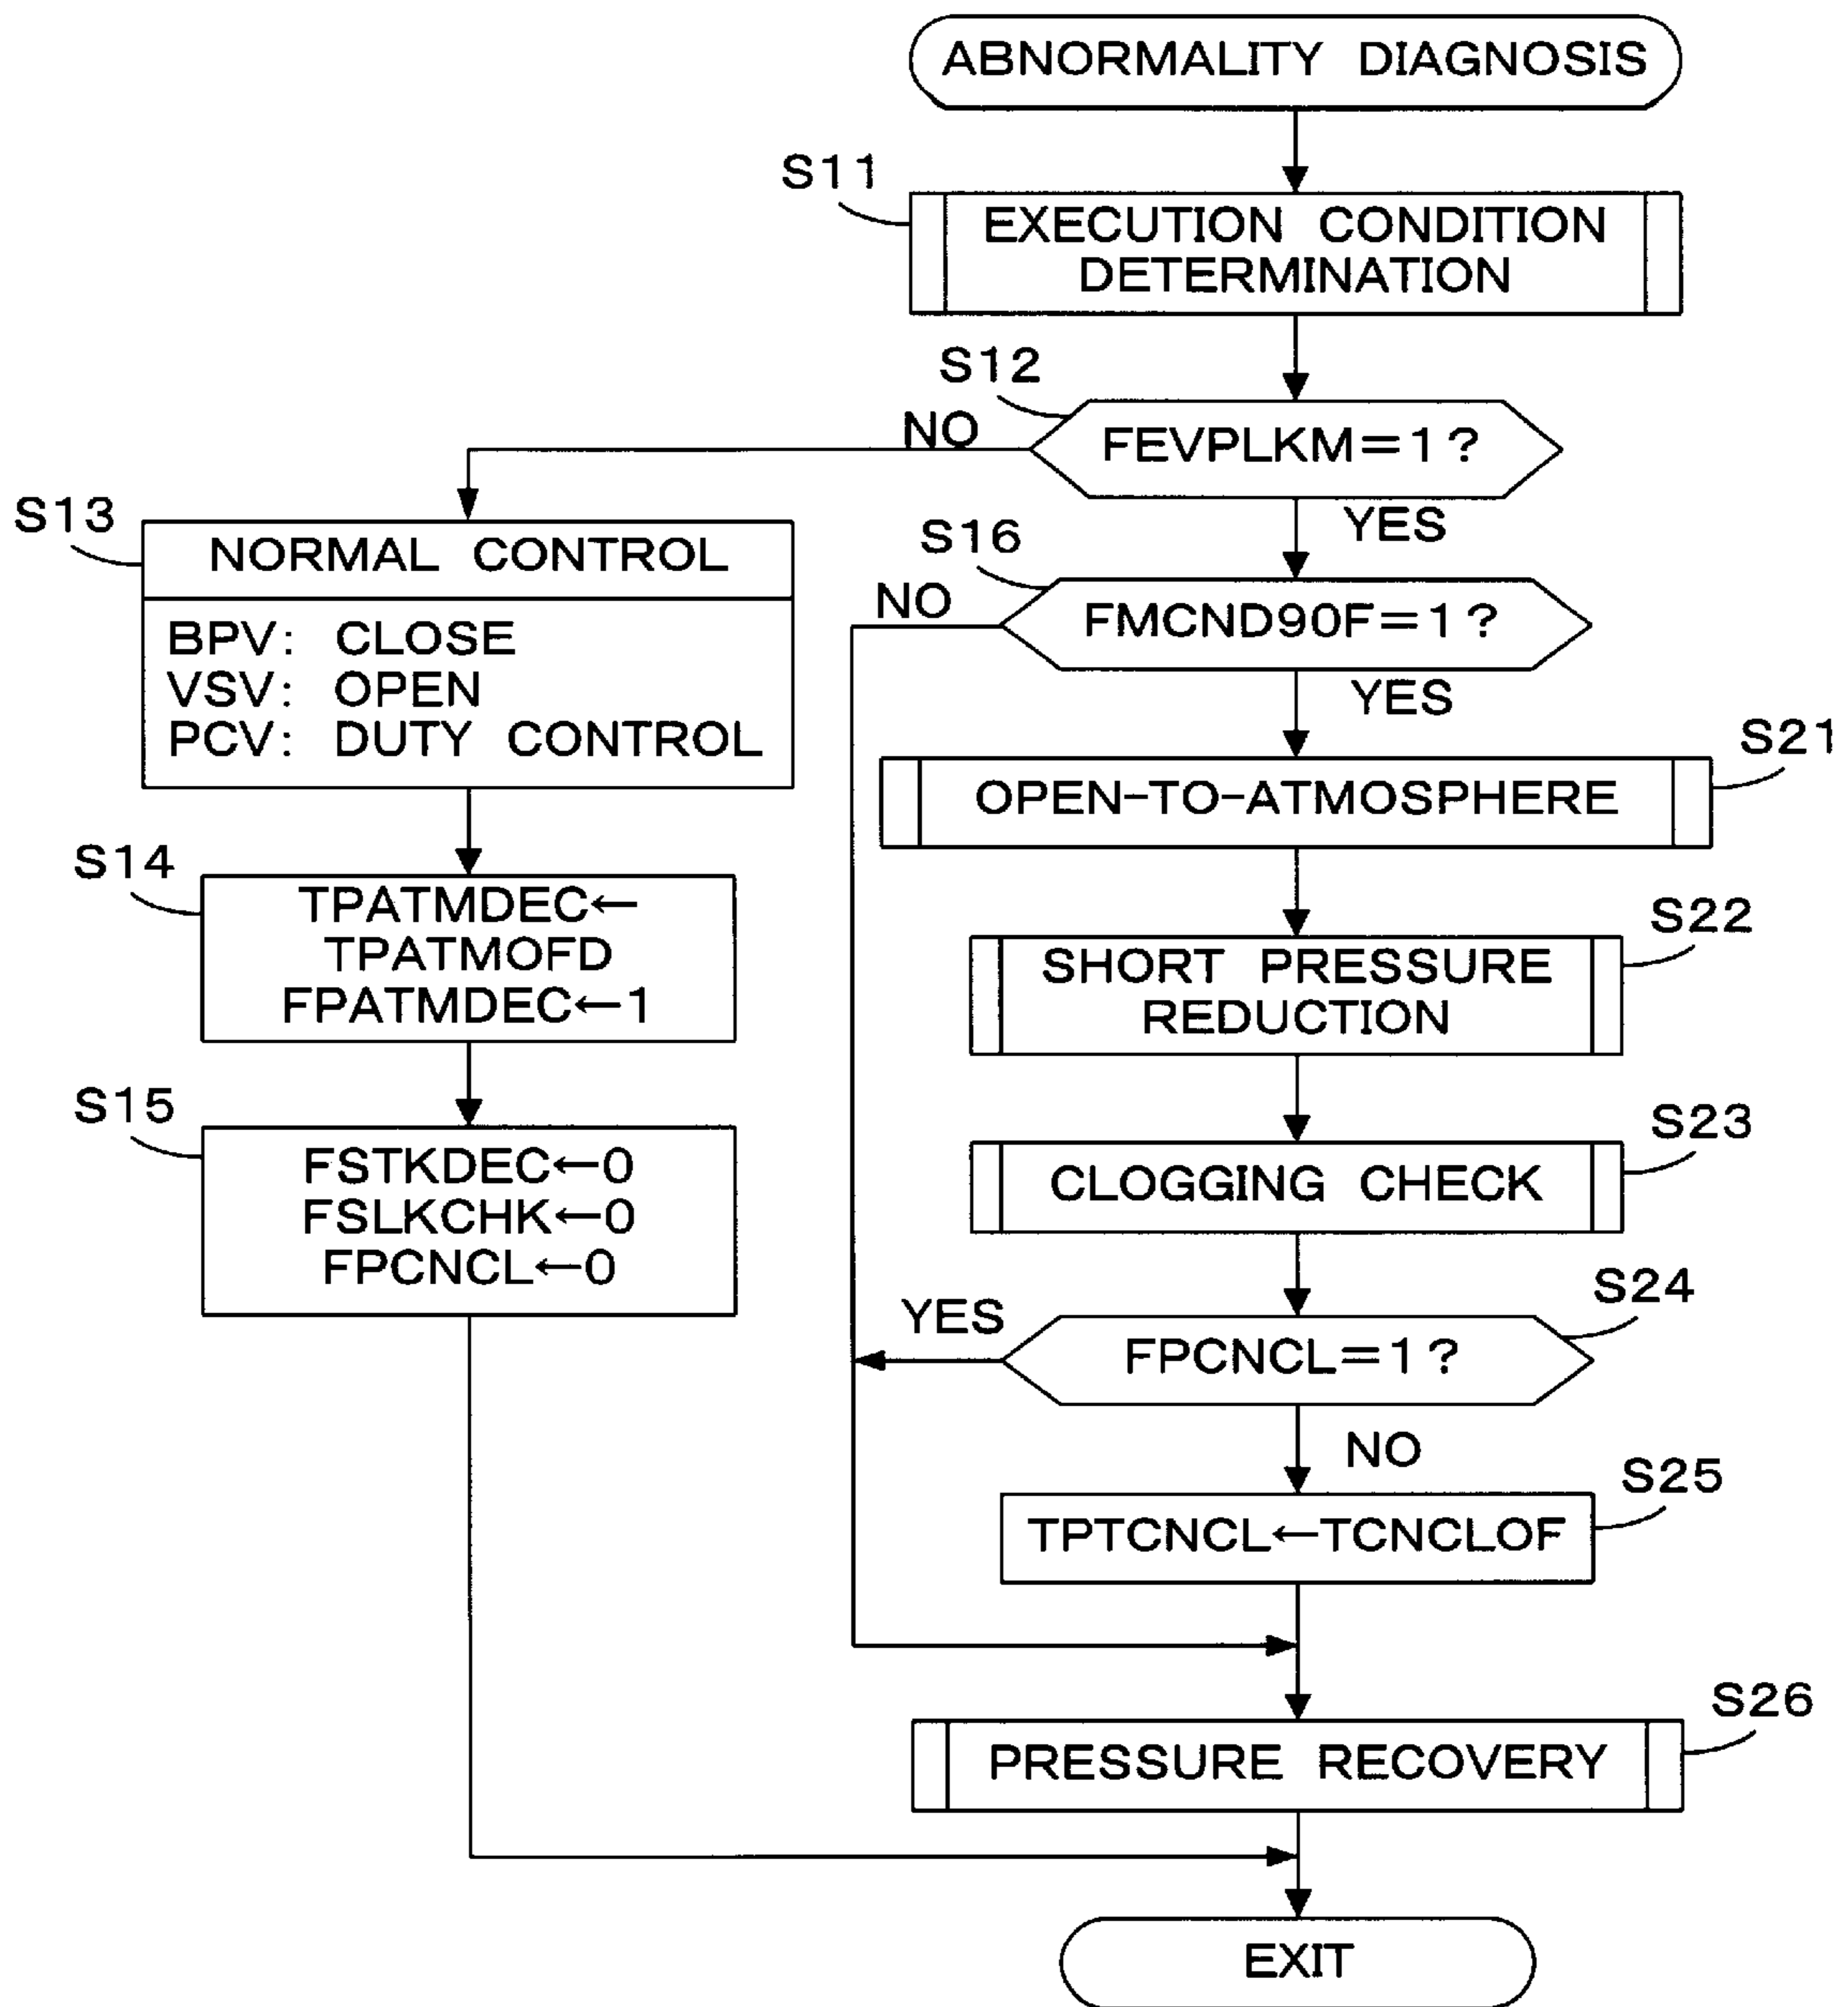 ABNORMALITY DIAGNOSIS
S11
EXECUTION CONDITION
DETERMINATION
S12
FEVPLKM=1?
NO
YES
S13
NORMAL CONTROL
BPV: CLOSE
VSV: OPEN
PCV: DUTY CONTROL
S14
TPATMDEC←
TPATMOFD
FPATMDEC←1
S15
FSTKDEC←0
FSLKCHK←0
FPCNCL←0
S16
FMCND90F=1?
NO
YES
S21
OPEN-TO-ATMOSPHERE
S22
SHORT PRESSURE
REDUCTION
S23
CLOGGING CHECK
S24
FPCNCL=1?
YES
NO
S25
TPTCNCL←TCNCLOF
S26
PRESSURE RECOVERY
EXIT